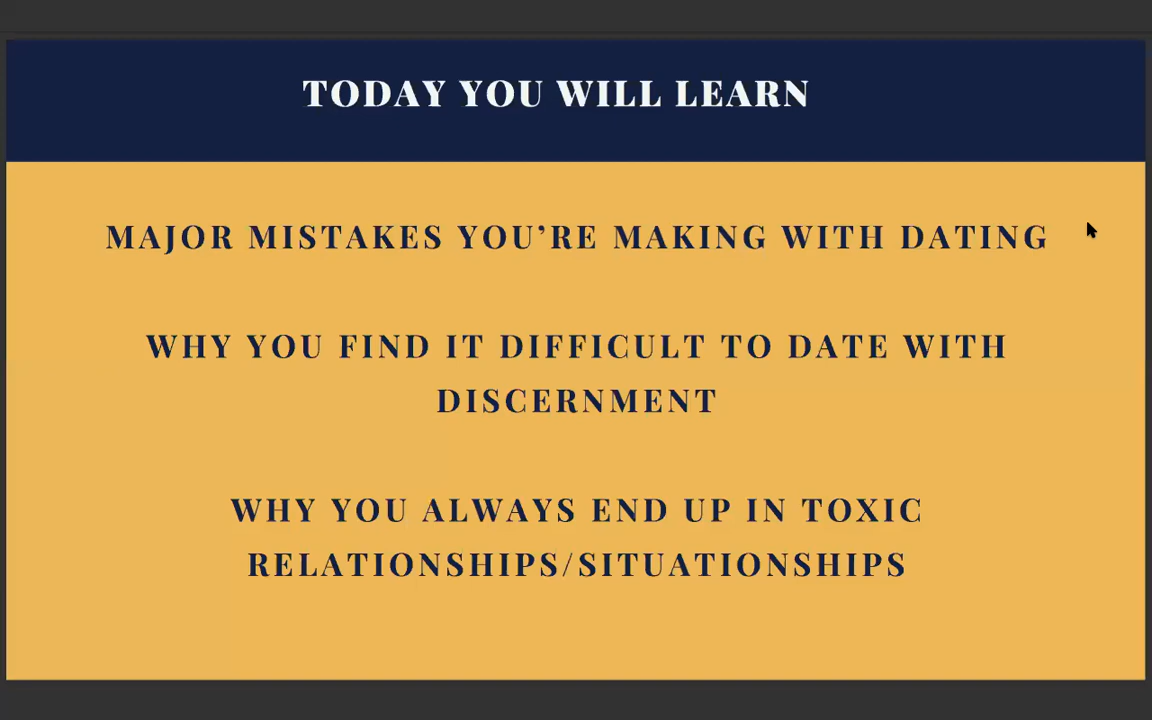 TODAY YOU WILL LEARN
MAJOR MISTAKES YOU’RE MAKING WITH DATING
WHY YOU FIND IT DIFFICULT TO DATE WITH
DISCERNMENT
WHY YOU ALWAYS END UP IN TOXIC
RELATIONSHIPS/SITUATIONSHIPS